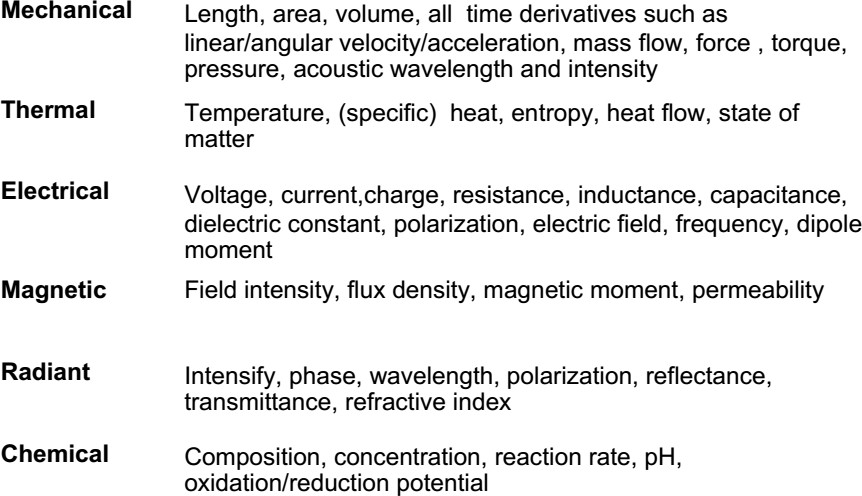 Mechanical Length, area, volume, all time derivatives such as
linear/angular velocity/acceleration, mass flow, force , torque,
pressure, acoustic wavelength and intensity
Thermal Temperature, (specific) heat, entropy, heat flow, state of
matter
Electrical Voltage, current,charge, resistance, inductance, capacitance,
dielectric constant, polarization, electric field, frequency, dipole
moment
Magnetic Field intensity, flux density, magnetic moment, permeability
Radiant Intensify, phase, wavelength, polarization, reflectance,
transmittance, refractive index
Chemical Composition, concentration, reaction rate, pH,
oxidation/reduction potential